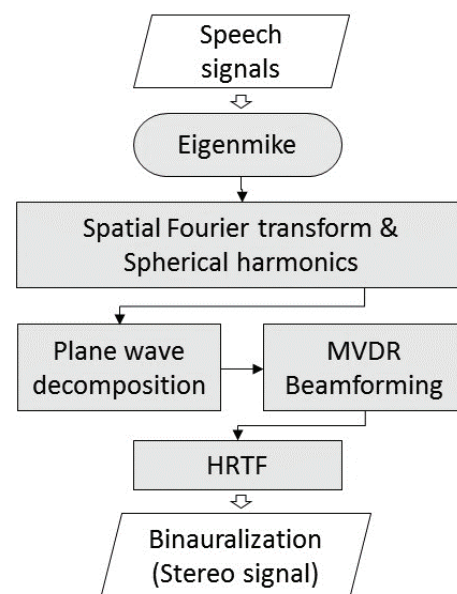 Speech
signals
Eigenmike
Spatial Fourier transform &
Spherical harmonics
Plane wave
decomposition
MVDR
Beamforming
HRTF
Binauralization
(Stereo signal)